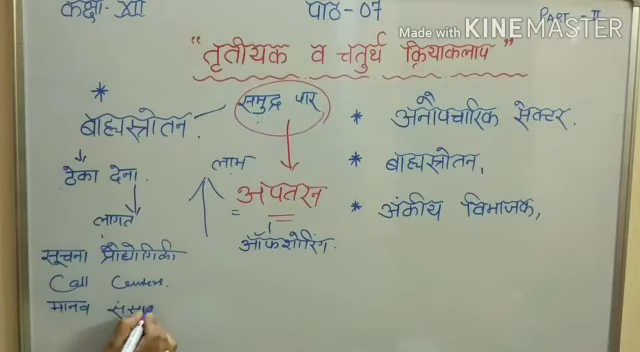 कक्षा- XII पाठ- 07 PART - II
Made with KINEMASTER
"तृतीयक व चतुर्थ क्रियाकलाप"
* बाह्यस्त्रोतन - समुद्र पार
ठेका देना
लागत
सूचना प्रौद्योगिकी
Call Centers.
मानव
लाभ
अपतरन
ऑफशोरिंग.
* अनौपचारिक सेक्टर.
* बाह्यस्त्रोतन,
* अंकीय विभाजक,